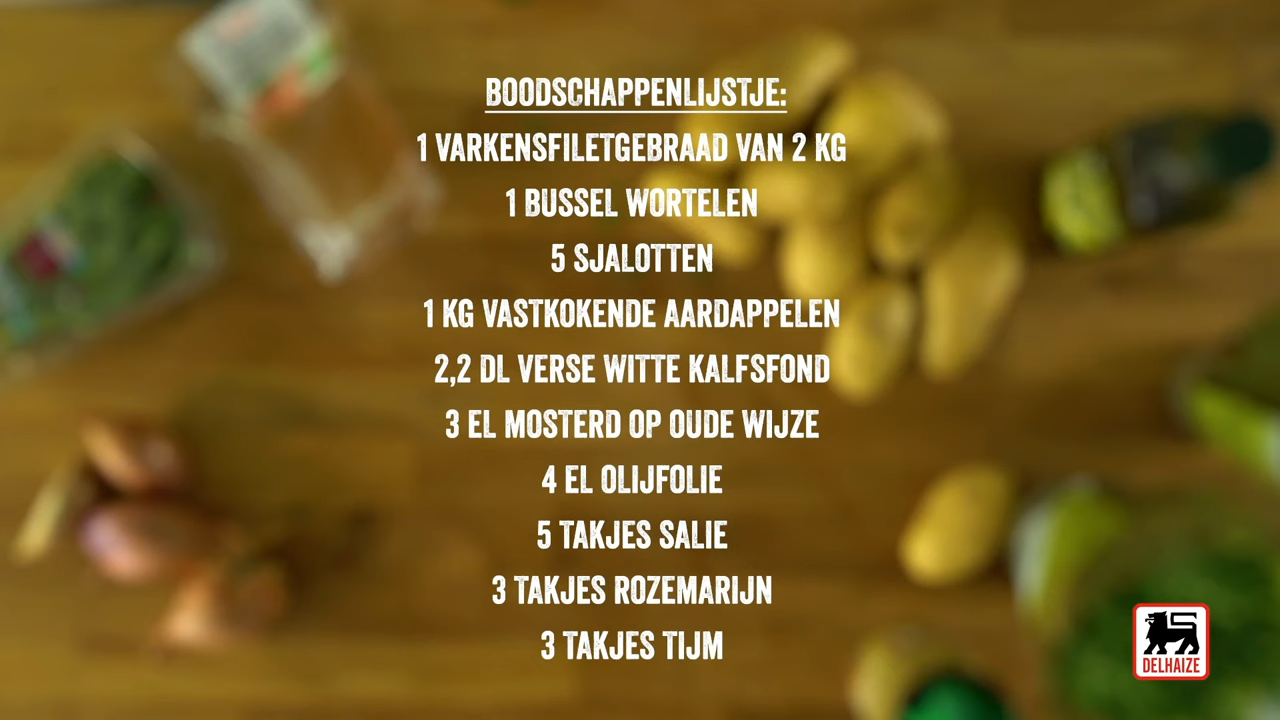 BOODSCHAPPENLIJSTJE:
1 VARKENSFILETGEBRAAD VAN 2 KG
1 BUSSEL WORTELEN
5 SJALOTTEN
1 KG VASTKOKENDE AARDAPPELEN
2,2 DL VERSE WITTE KALFSFOND
3 EL MOSTERD OP OUDE WIJZE
4 EL OLIJFOLIE
5 TAKJES SALIE
3 TAKJES ROZEMARIJN
3 TAKJES TIJM
DELHAIZE